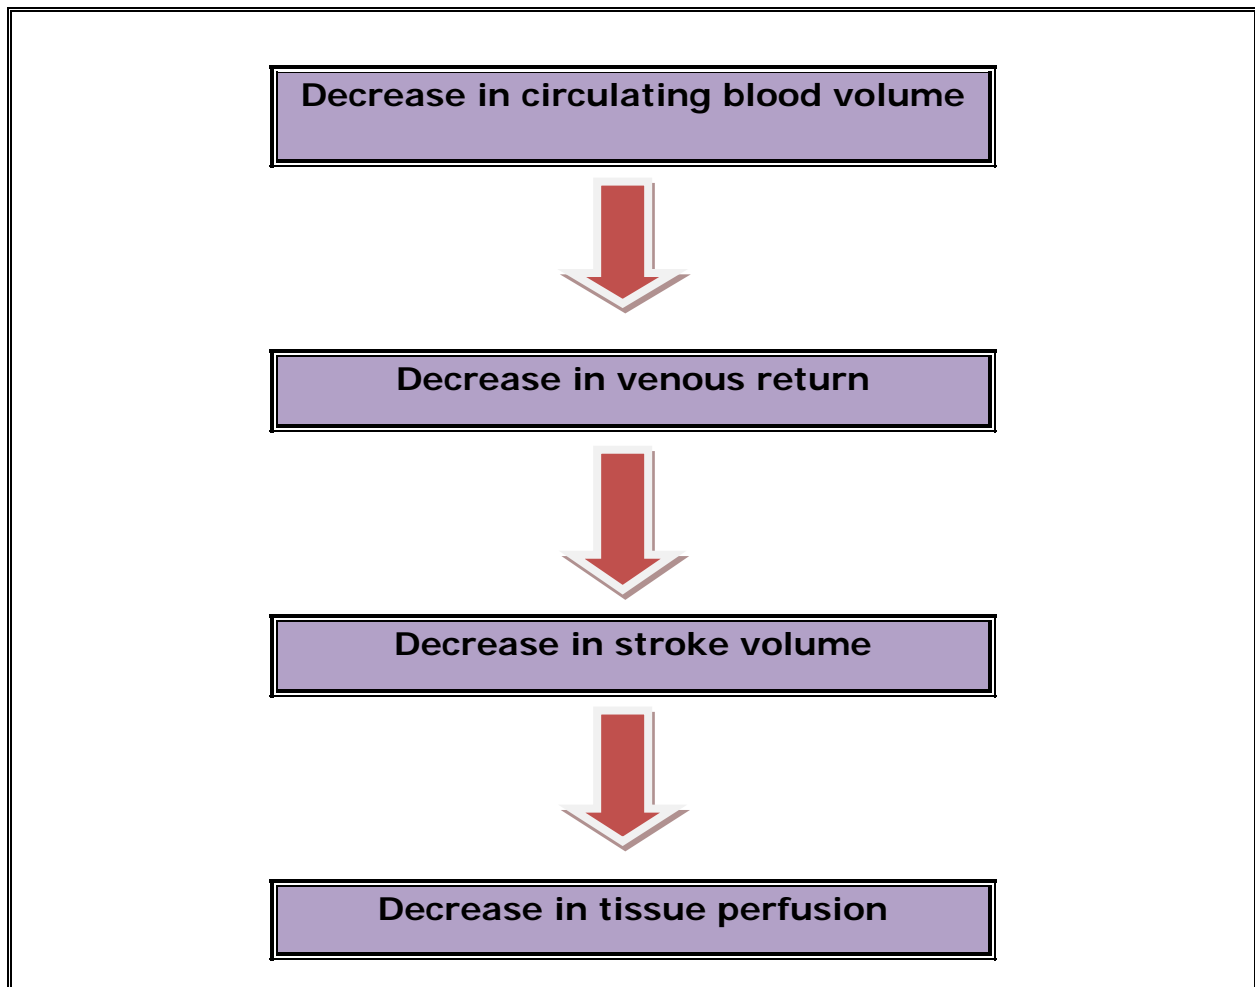 Decrease in circulating blood volume
Decrease in venous return
Decrease in stroke volume
Decrease in tissue perfusion